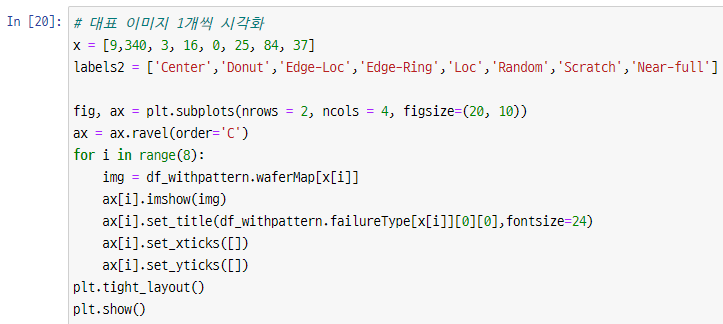 In [20]: # 대표 이미지 1개씩 시각화
x = [9,340, 3, 16, 0, 25, 84, 37]
labels2 = ['Center','Donut','Edge-Loc','Edge-Ring','Loc','Random','Scratch','Near-full']
fig, ax = plt.subplots(nrows = 2, ncols = 4, figsize=(20, 10))
ax = ax.ravel(order='C')
for i in range(8):
    img = df_withpattern.waferMap[x[i]]
    ax[i].imshow(img)
    ax[i].set_title(df_withpattern.failureType[x[i]][0][0],fontsize=24)
    ax[i].set_xticks([])
    ax[i].set_yticks([])
plt.tight_layout()
plt.show()